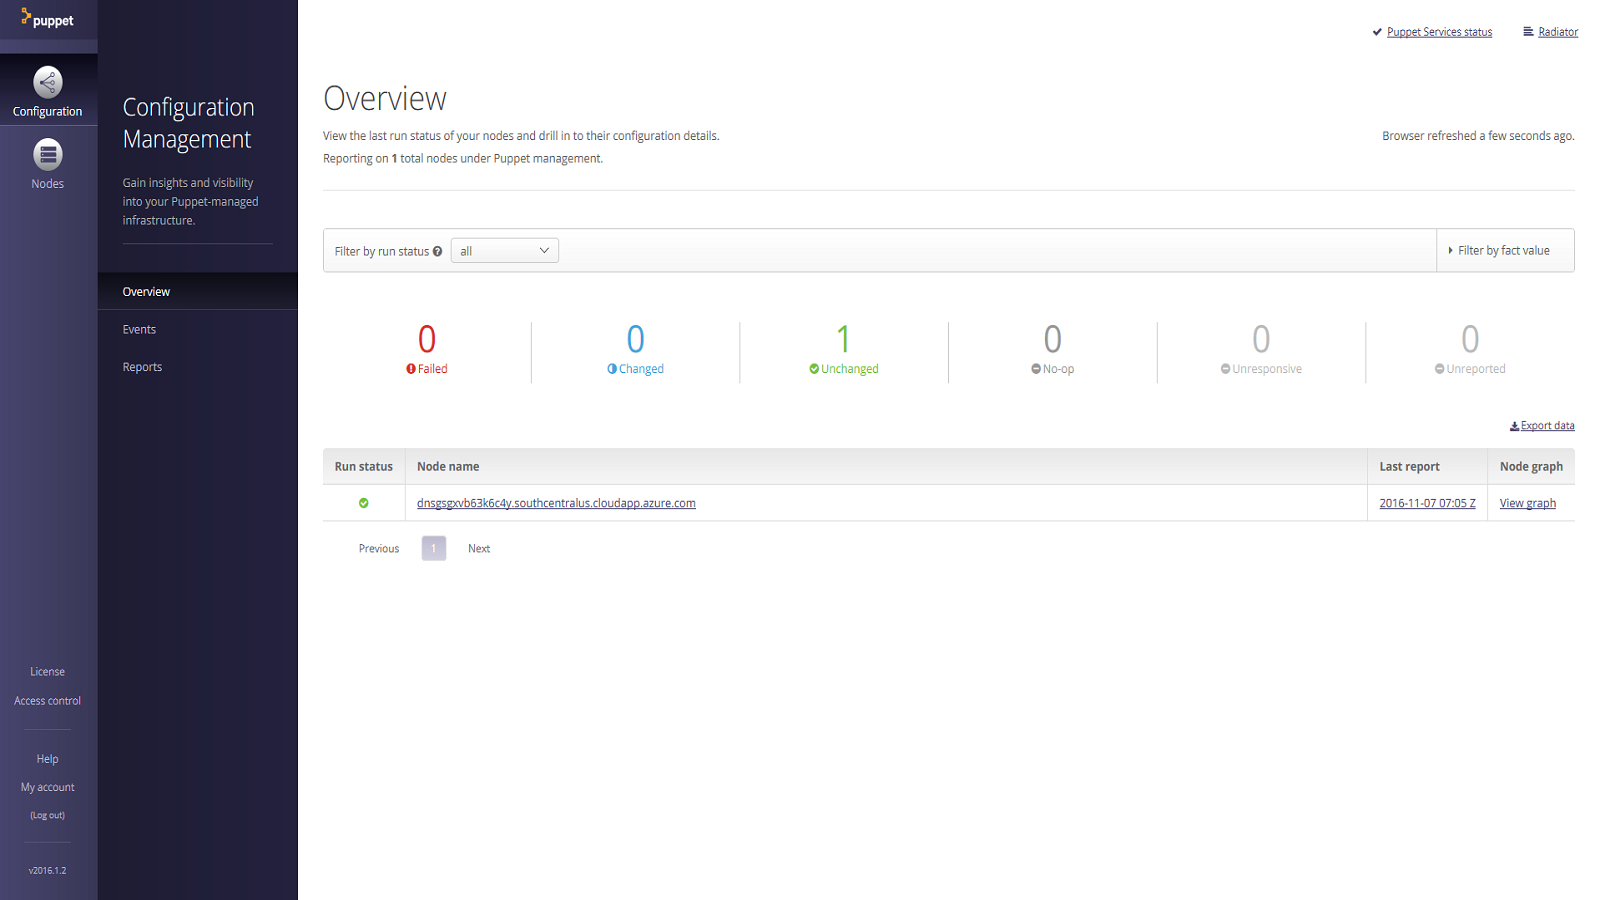 puppet
Configuration
Nodes
License
Access control
Help
My account
(Log out)
v2016.1.2
Configuration
Management
Gain insights and visibility
into your Puppet-managed
infrastructure.
Overview
Events
Reports
Puppet Services status
Radiator
Overview
View the last run status of your nodes and drill in to their configuration details.
Browser refreshed a few seconds ago.
Reporting on 1 total nodes under Puppet management.
Filter by run status ? all
Filter by fact value
0 0 1 0 0 0
Failed Changed Unchanged No-op Unresponsive Unreported
Export data
Run status Node name Last report Node graph
dnsgsgxvb63k6c4y.southcentralus.cloudapp.azure.com 2016-11-07 07:05 Z View graph
Previous 1 Next